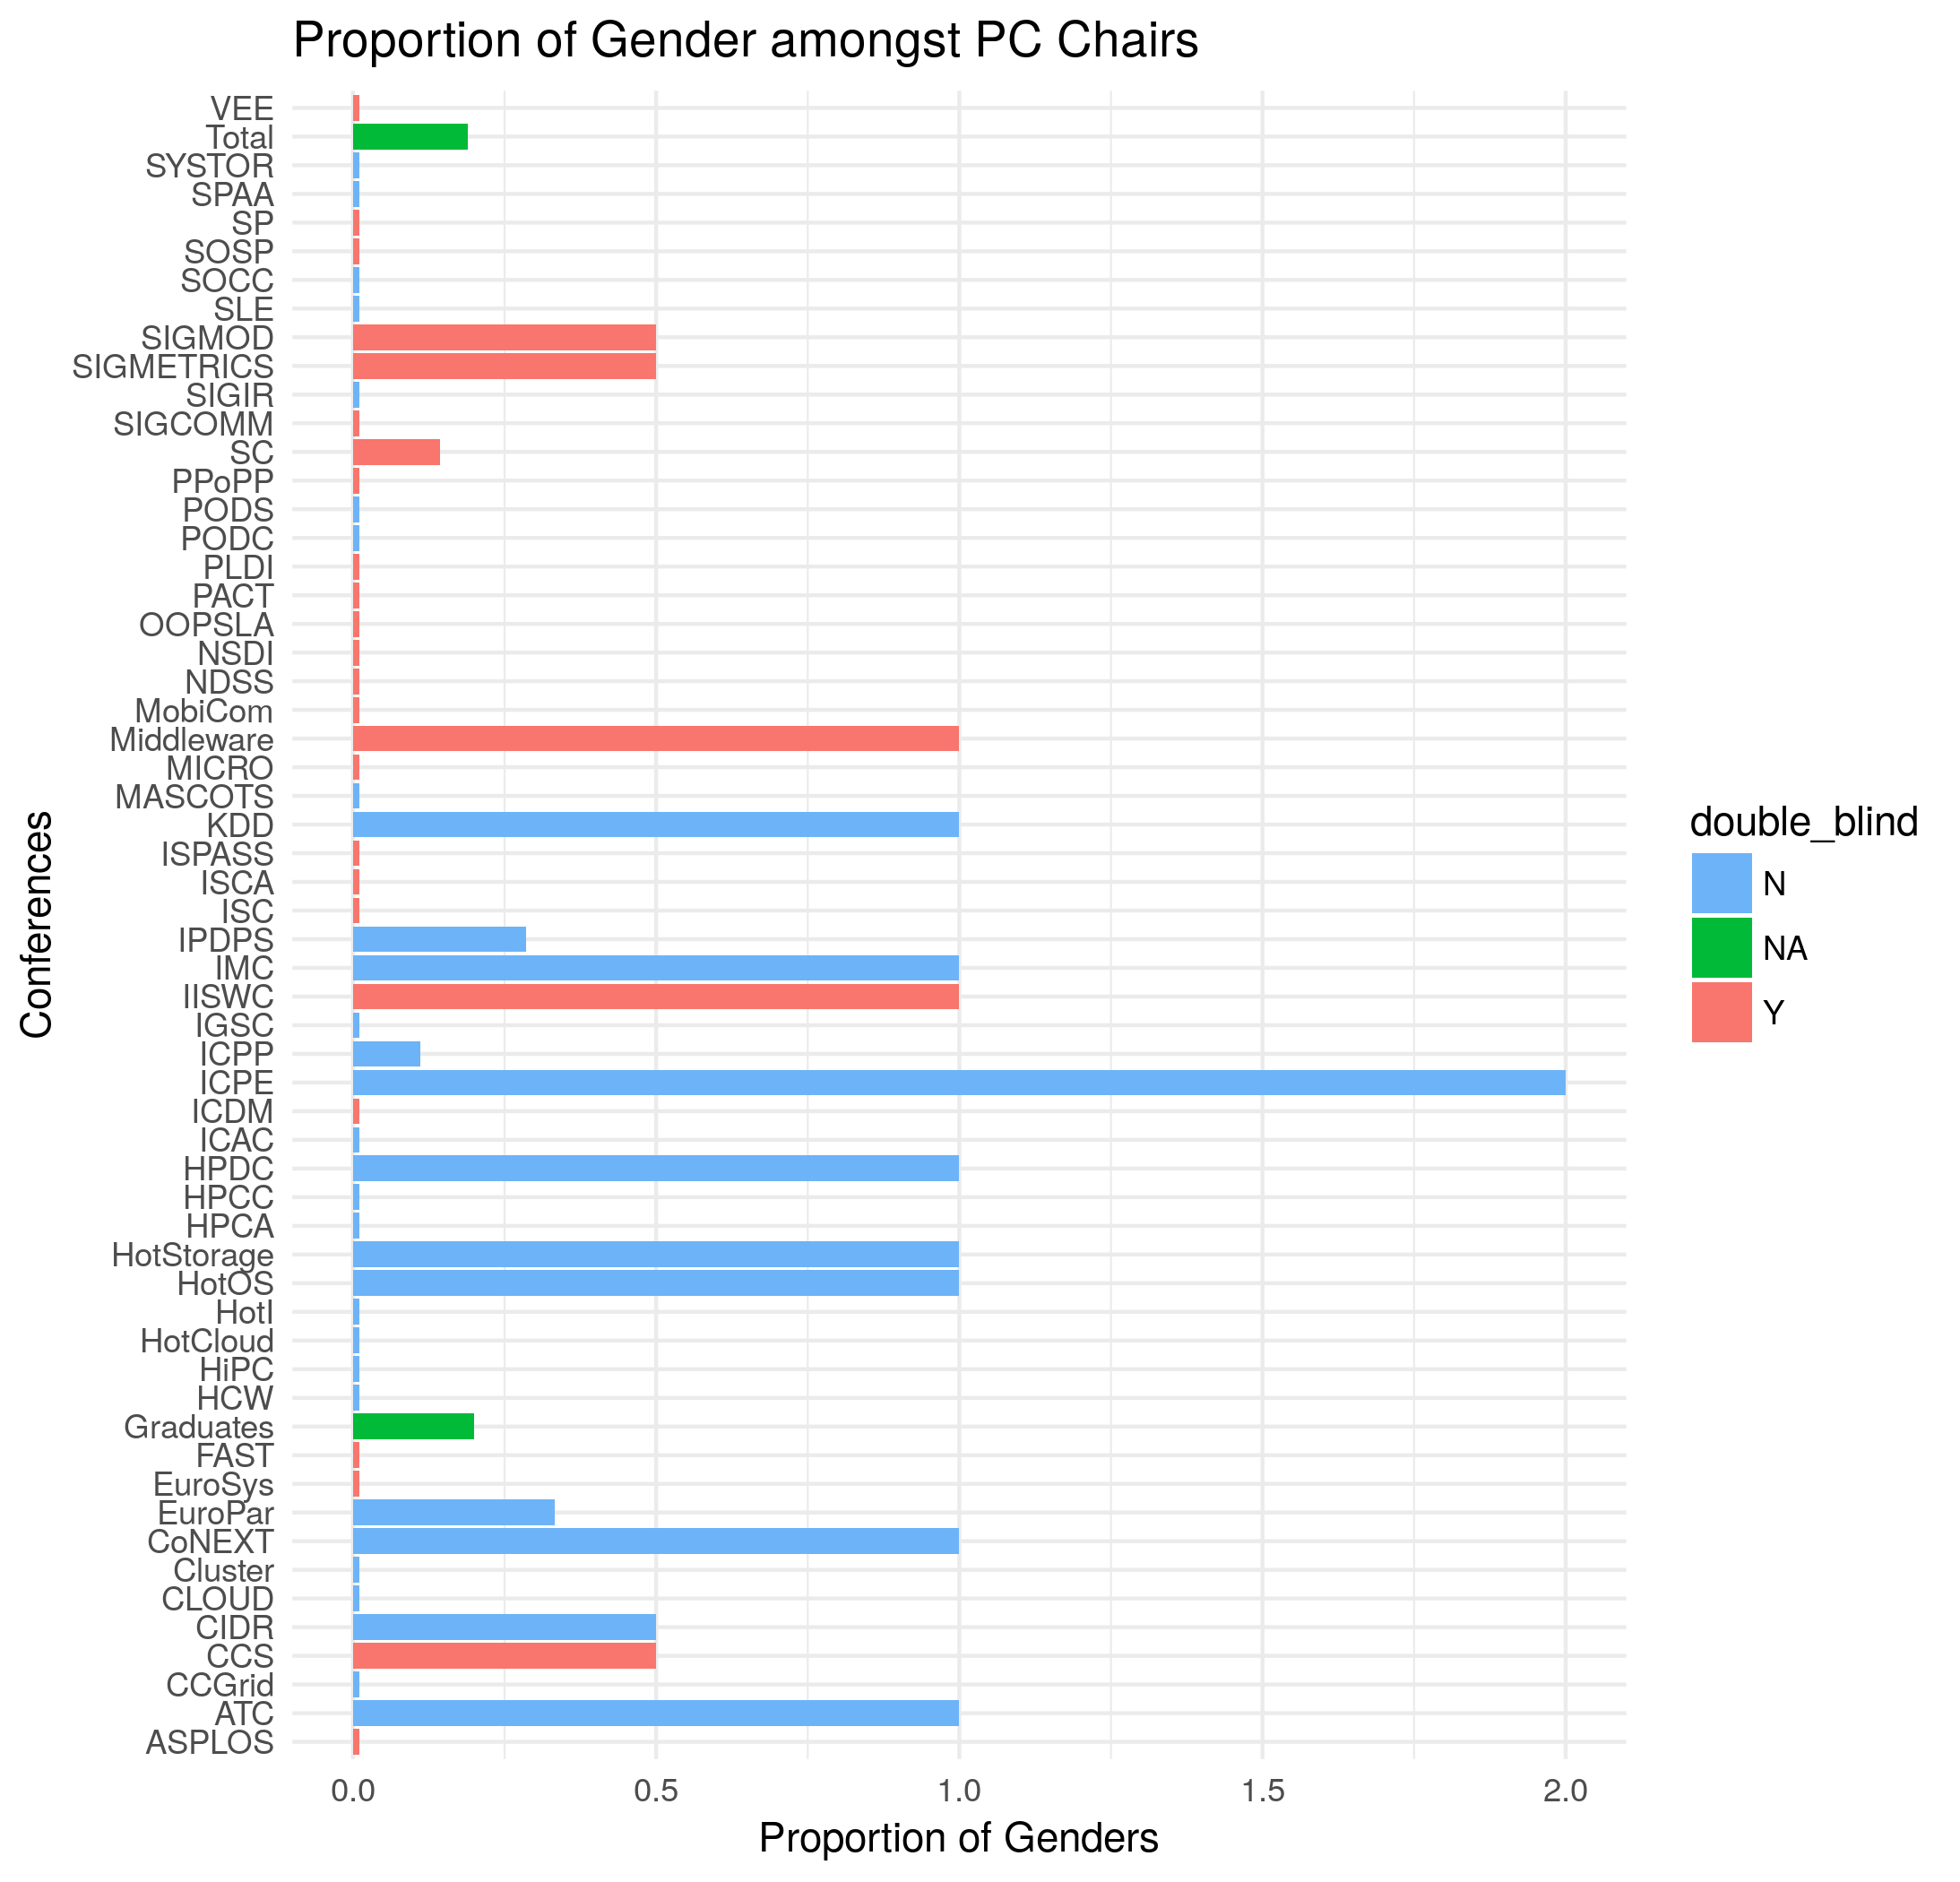 Proportion of Gender amongst PC Chairs
VEE
Total
SYSTOR
SPAA
SP
SOSP
SOCC
SLE
SIGMOD
SIGMETRICS
SIGIR
SIGCOMM
SC
PPoPP
PODS
PODC
PLDI
PACT
OOPSLA
NSDI
NDSS
MobiCom
Middleware
MICRO
MASCOTS
KDD
ISPASS
ISCA
ISC
IPDPS
IMC
IISWC
IGSC
ICPP
ICPE
ICDM
ICAC
HPDC
HPCC
HPCA
HotStorage
HotOS
HotI
HotCloud
HiPC
HCW
Graduates
FAST
EuroSys
EuroPar
CoNEXT
Cluster
CLOUD
CIDR
CCS
CCGrid
ATC
ASPLOS
Conferences
0.0 0.5 1.0 1.5 2.0
Proportion of Genders
double_blind
N
NA
Y